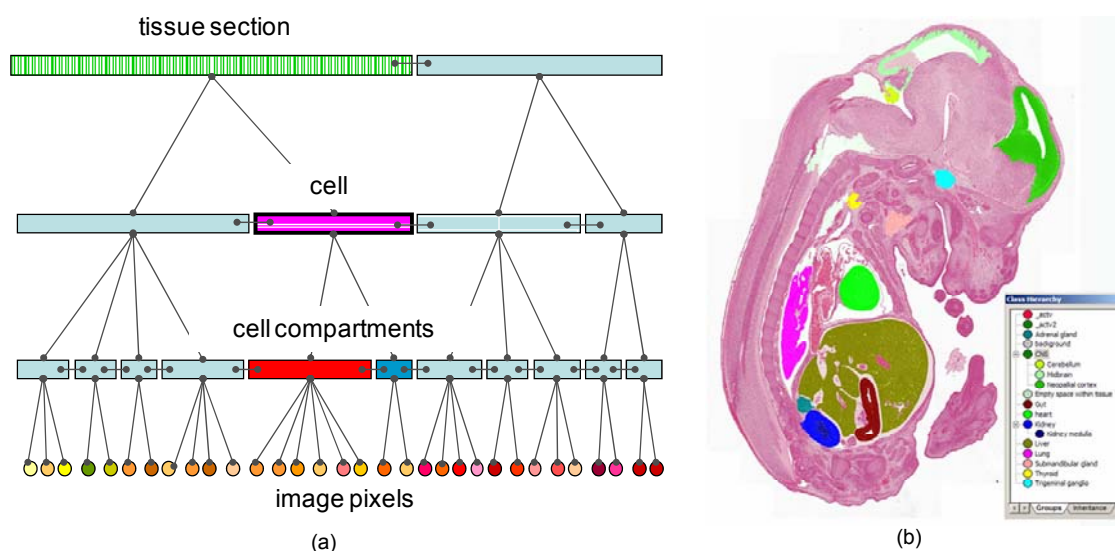 tissue section
cell
cell compartments
image pixels
(a)
Class Hierarchy
_activ
_activ2
Adrenal gland
background
CNS
Cerebellum
Midbrain
Neopallial cortex
Empty space within tissue
Gut
heart
Kidney
Kidney medulla
Liver
Lung
Submandibular gland
Thyroid
Trigeminal ganglio
Groups
Inheritance
(b)